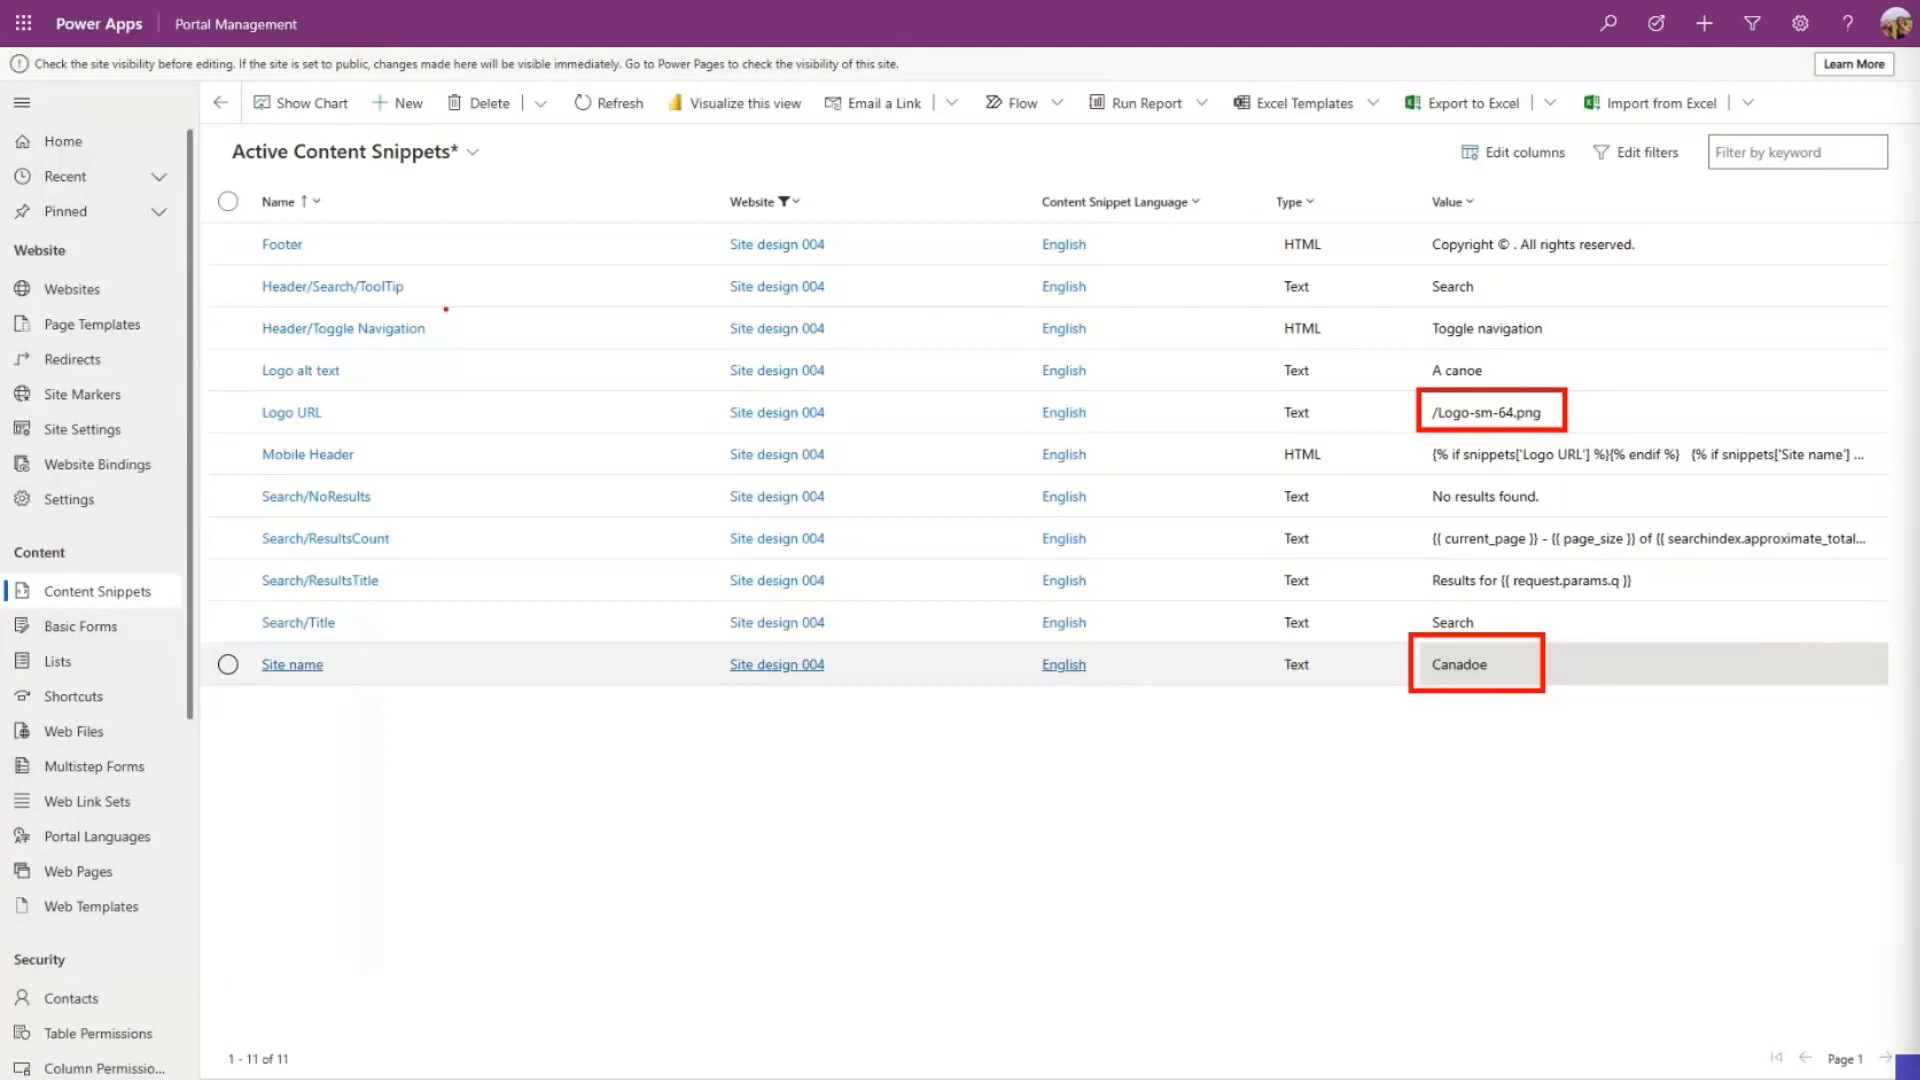 Power Apps Portal Management
Check the site visibility before editing. If the site is set to public, changes made here will be visible immediately. Go to Power Pages to check the visibility of this site. Learn More
Show Chart New Delete Refresh Visualize this view Email a Link Flow Run Report Excel Templates Export to Excel Import from Excel
Home
Recent
Pinned
Website
Websites
Page Templates
Redirects
Site Markers
Site Settings
Website Bindings
Settings
Content
Content Snippets
Basic Forms
Lists
Shortcuts
Web Files
Multistep Forms
Web Link Sets
Portal Languages
Web Pages
Web Templates
Security
Contacts
Table Permissions
Column Permissio...
Active Content Snippets* Edit columns Edit filters Filter by keyword
Name Website Content Snippet Language Type Value
Footer Site design 004 English HTML Copyright © . All rights reserved.
Header/Search/ToolTip Site design 004 English Text Search
Header/Toggle Navigation Site design 004 English HTML Toggle navigation
Logo alt text Site design 004 English Text A canoe
Logo URL Site design 004 English Text /Logo-sm-64.png
Mobile Header Site design 004 English HTML {% if snippets['Logo URL'] %}{% endif %} {% if snippets['Site name'] ...
Search/NoResults Site design 004 English Text No results found.
Search/ResultsCount Site design 004 English Text {{ current_page }} - {{ page_size }} of {{ searchindex.approximate_total...
Search/ResultsTitle Site design 004 English Text Results for {{ request.params.q }}
Search/Title Site design 004 English Text Search
Site name Site design 004 English Text Canadoe
1 - 11 of 11 Page 1